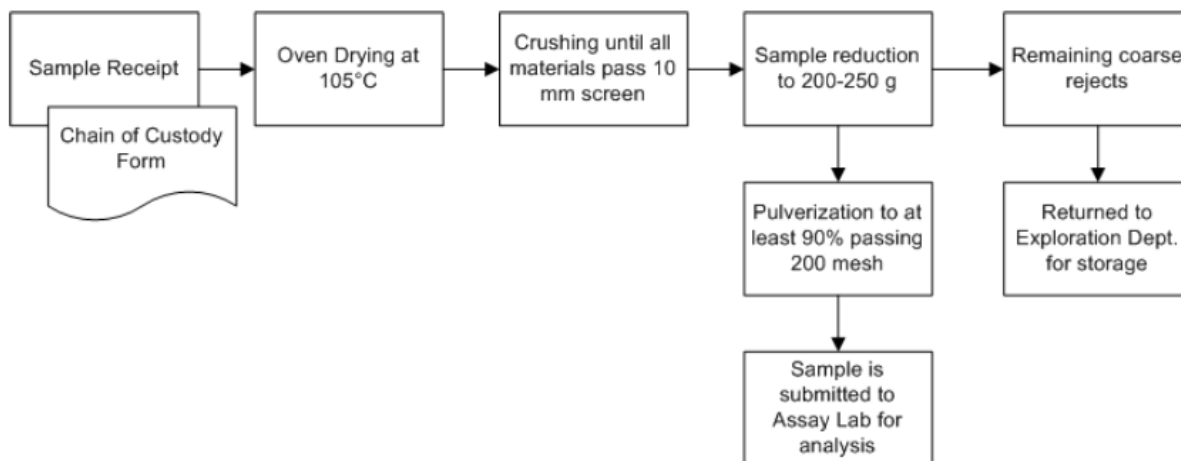 Sample Receipt
Chain of Custody
Form
Oven Drying at
105°C
Crushing until all
materials pass 10
mm screen
Sample reduction
to 200-250 g
Remaining coarse
rejects
Pulverization to at
least 90% passing
200 mesh
Returned to
Exploration Dept.
for storage
Sample is
submitted to
Assay Lab for
analysis